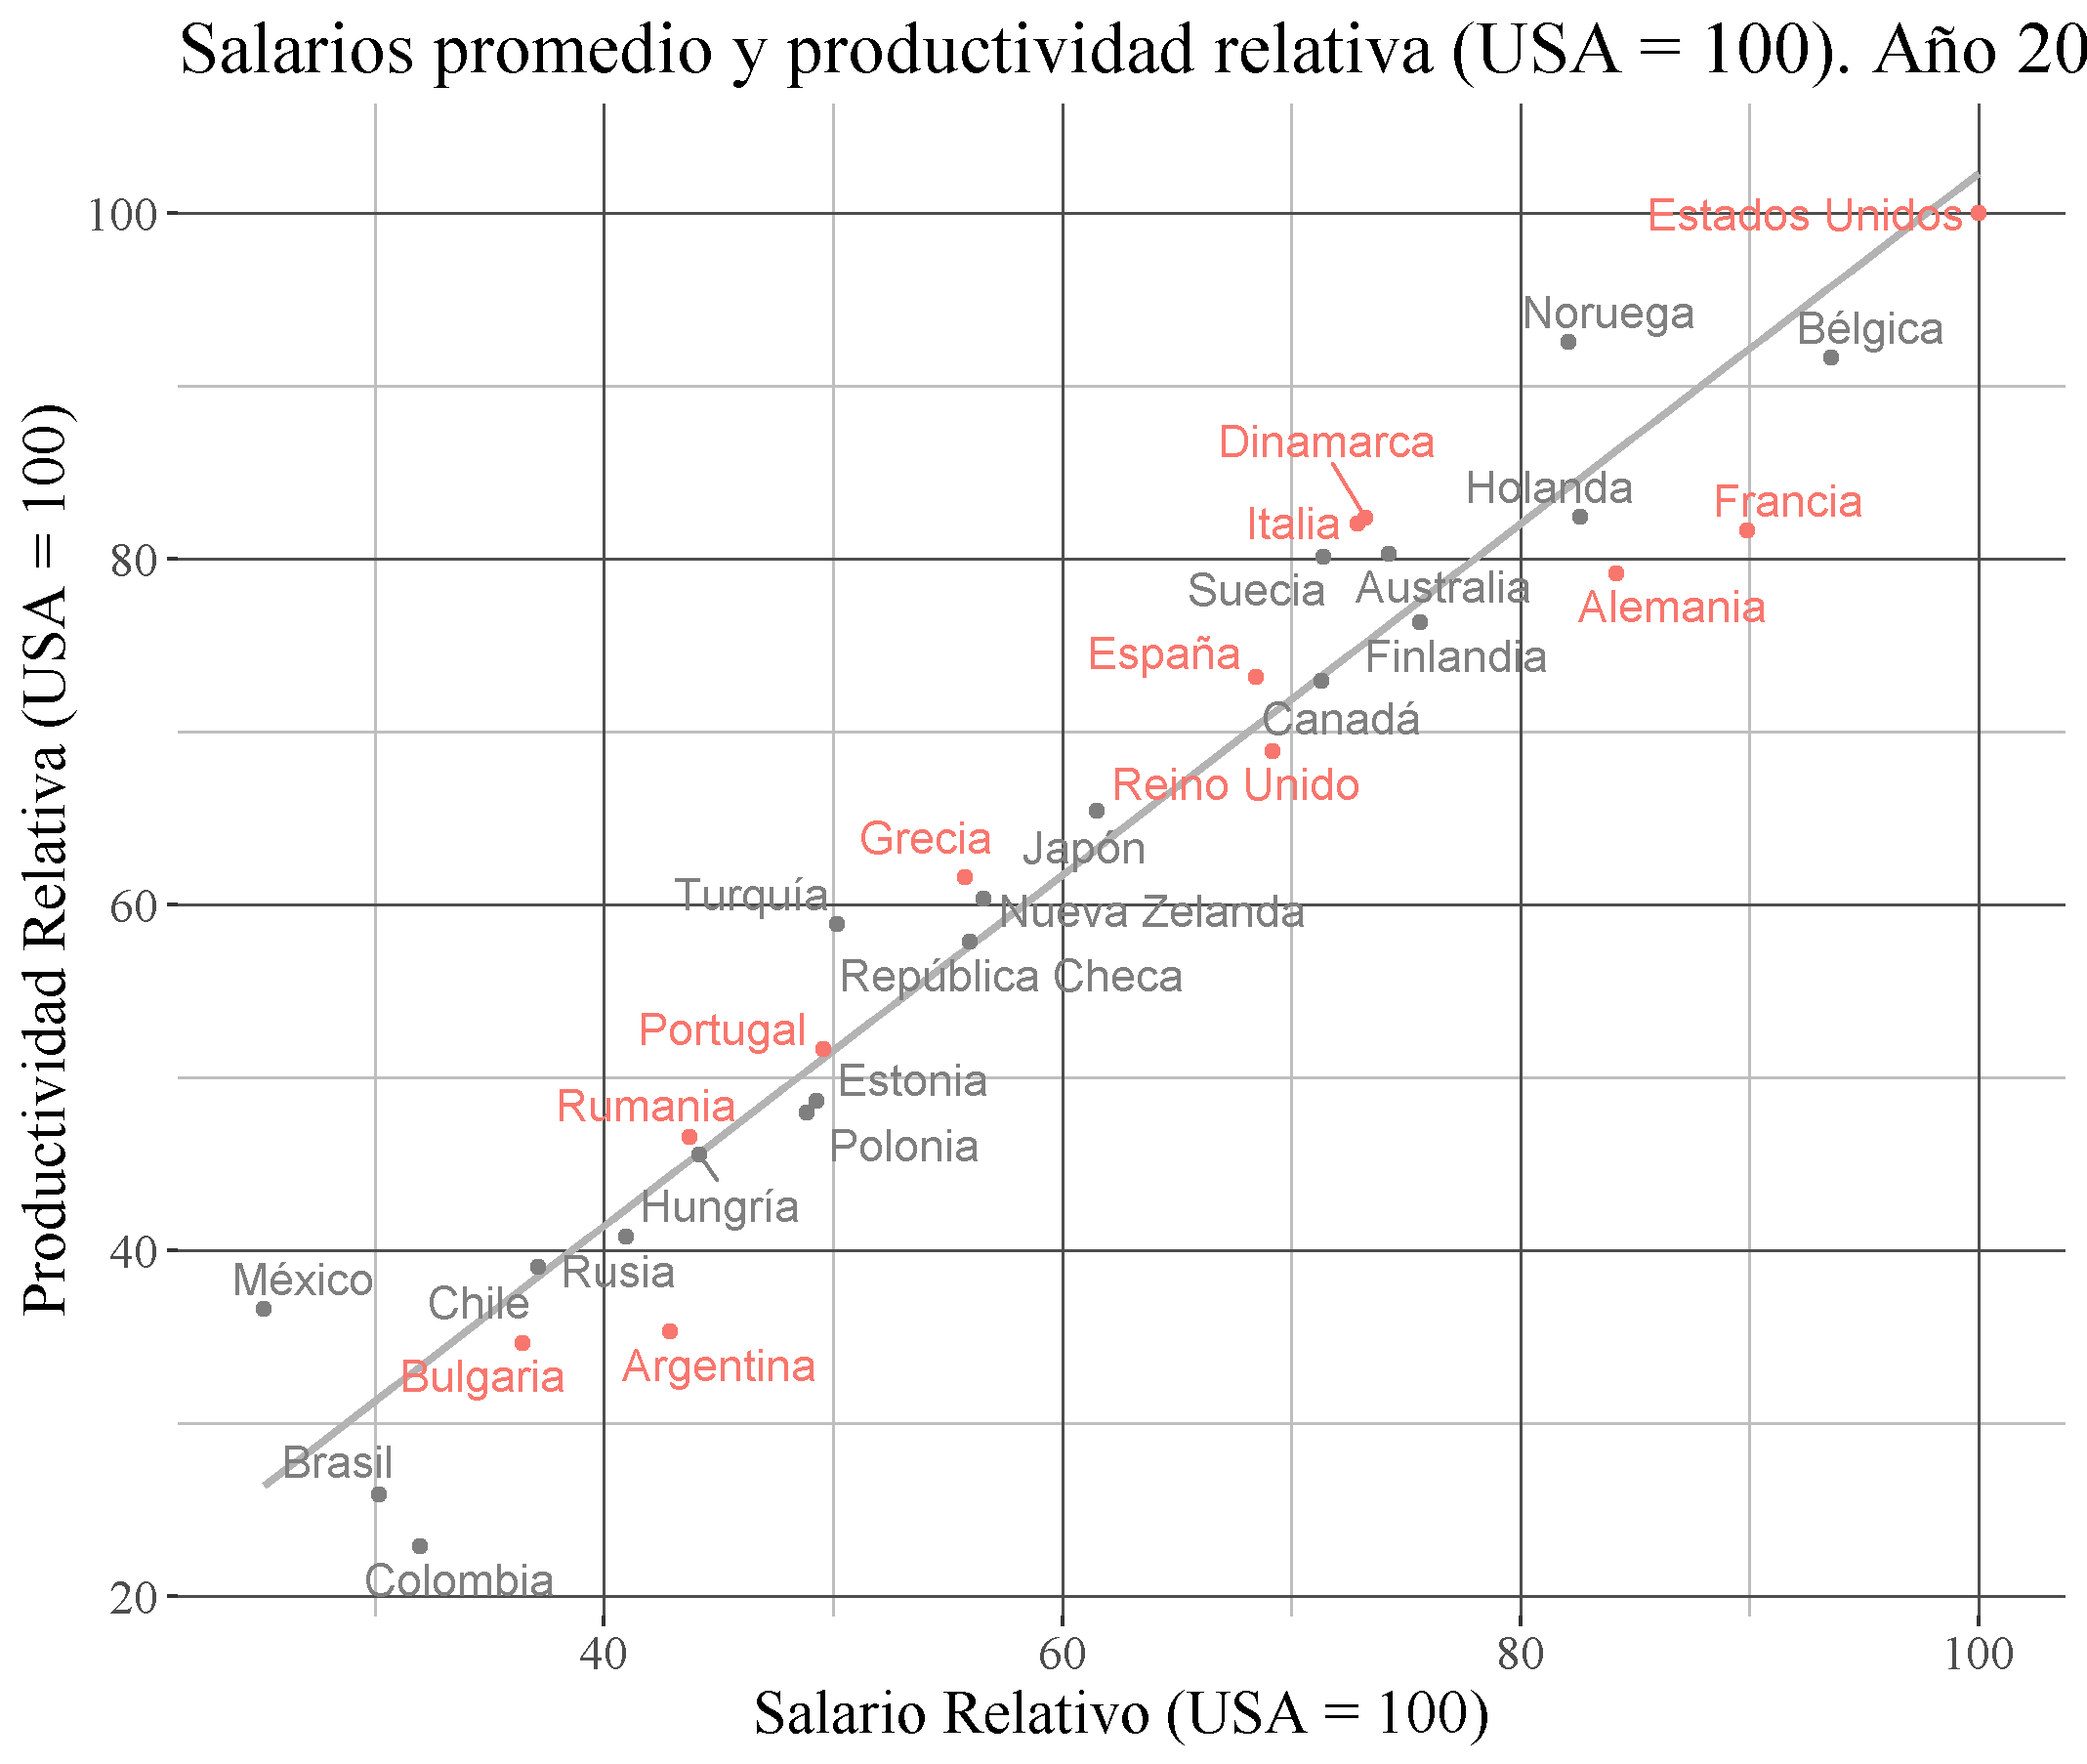 Salarios promedio y productividad relativa (USA = 100). Año 20
Productividad Relativa (USA = 100)
100
80
60
40
20
Estados Unidos
Noruega
Bélgica
Dinamarca
Holanda
Francia
Italia
Suecia
Australia
Alemania
España
Finlandia
Canadá
Reino Unido
Grecia
Japón
Turquía
Nueva Zelanda
República Checa
Portugal
Estonia
Rumania
Polonia
Hungría
México
Rusia
Chile
Bulgaria
Argentina
Brasil
Colombia
40
60
80
100
Salario Relativo (USA = 100)